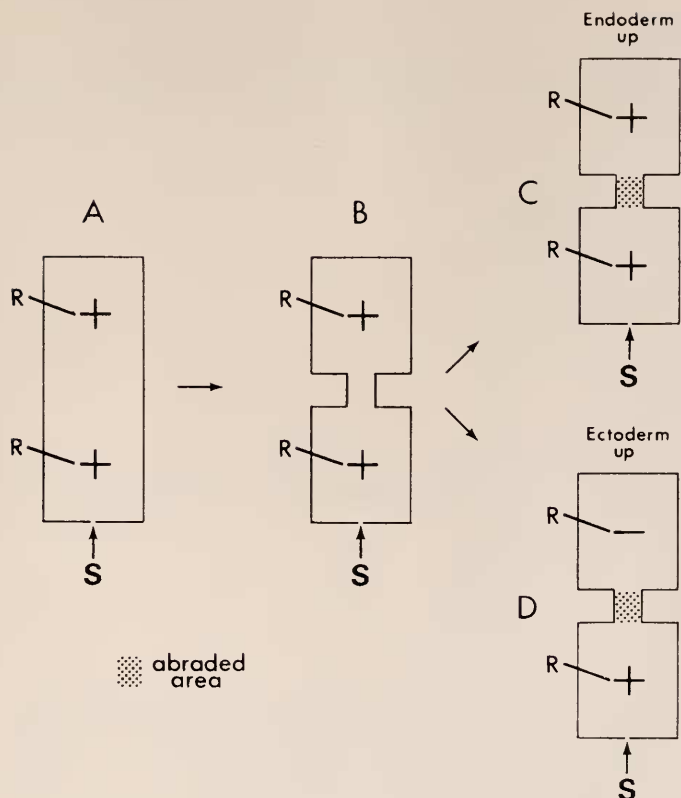 A
R
+
R
+
S
B
R
+
R
+
S
Endoderm
up
R
+
C
R
+
S
Ectoderm
up
R
−
D
R
+
S
abraded
area